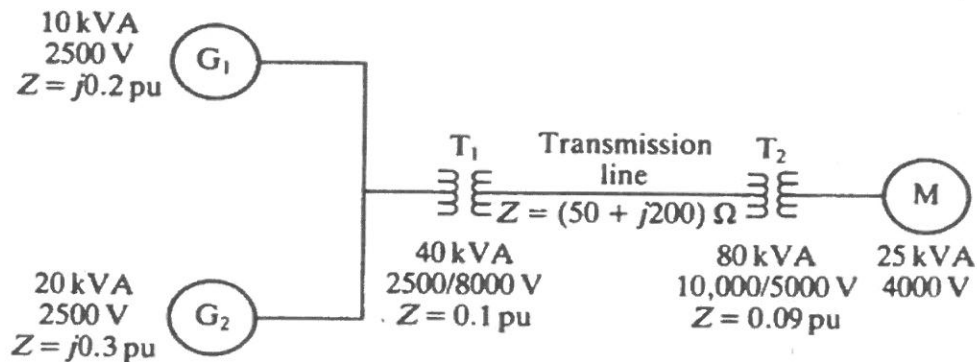 10 kVA
2500 V
Z = j0.2 pu
G₁
T₁
Transmission
line
T₂
Z = (50 + j200) Ω
M
40 kVA
2500/8000 V
Z = 0.1 pu
80 kVA
10,000/5000 V
Z = 0.09 pu
25 kVA
4000 V
20 kVA
2500 V
Z = j0.3 pu
G₂